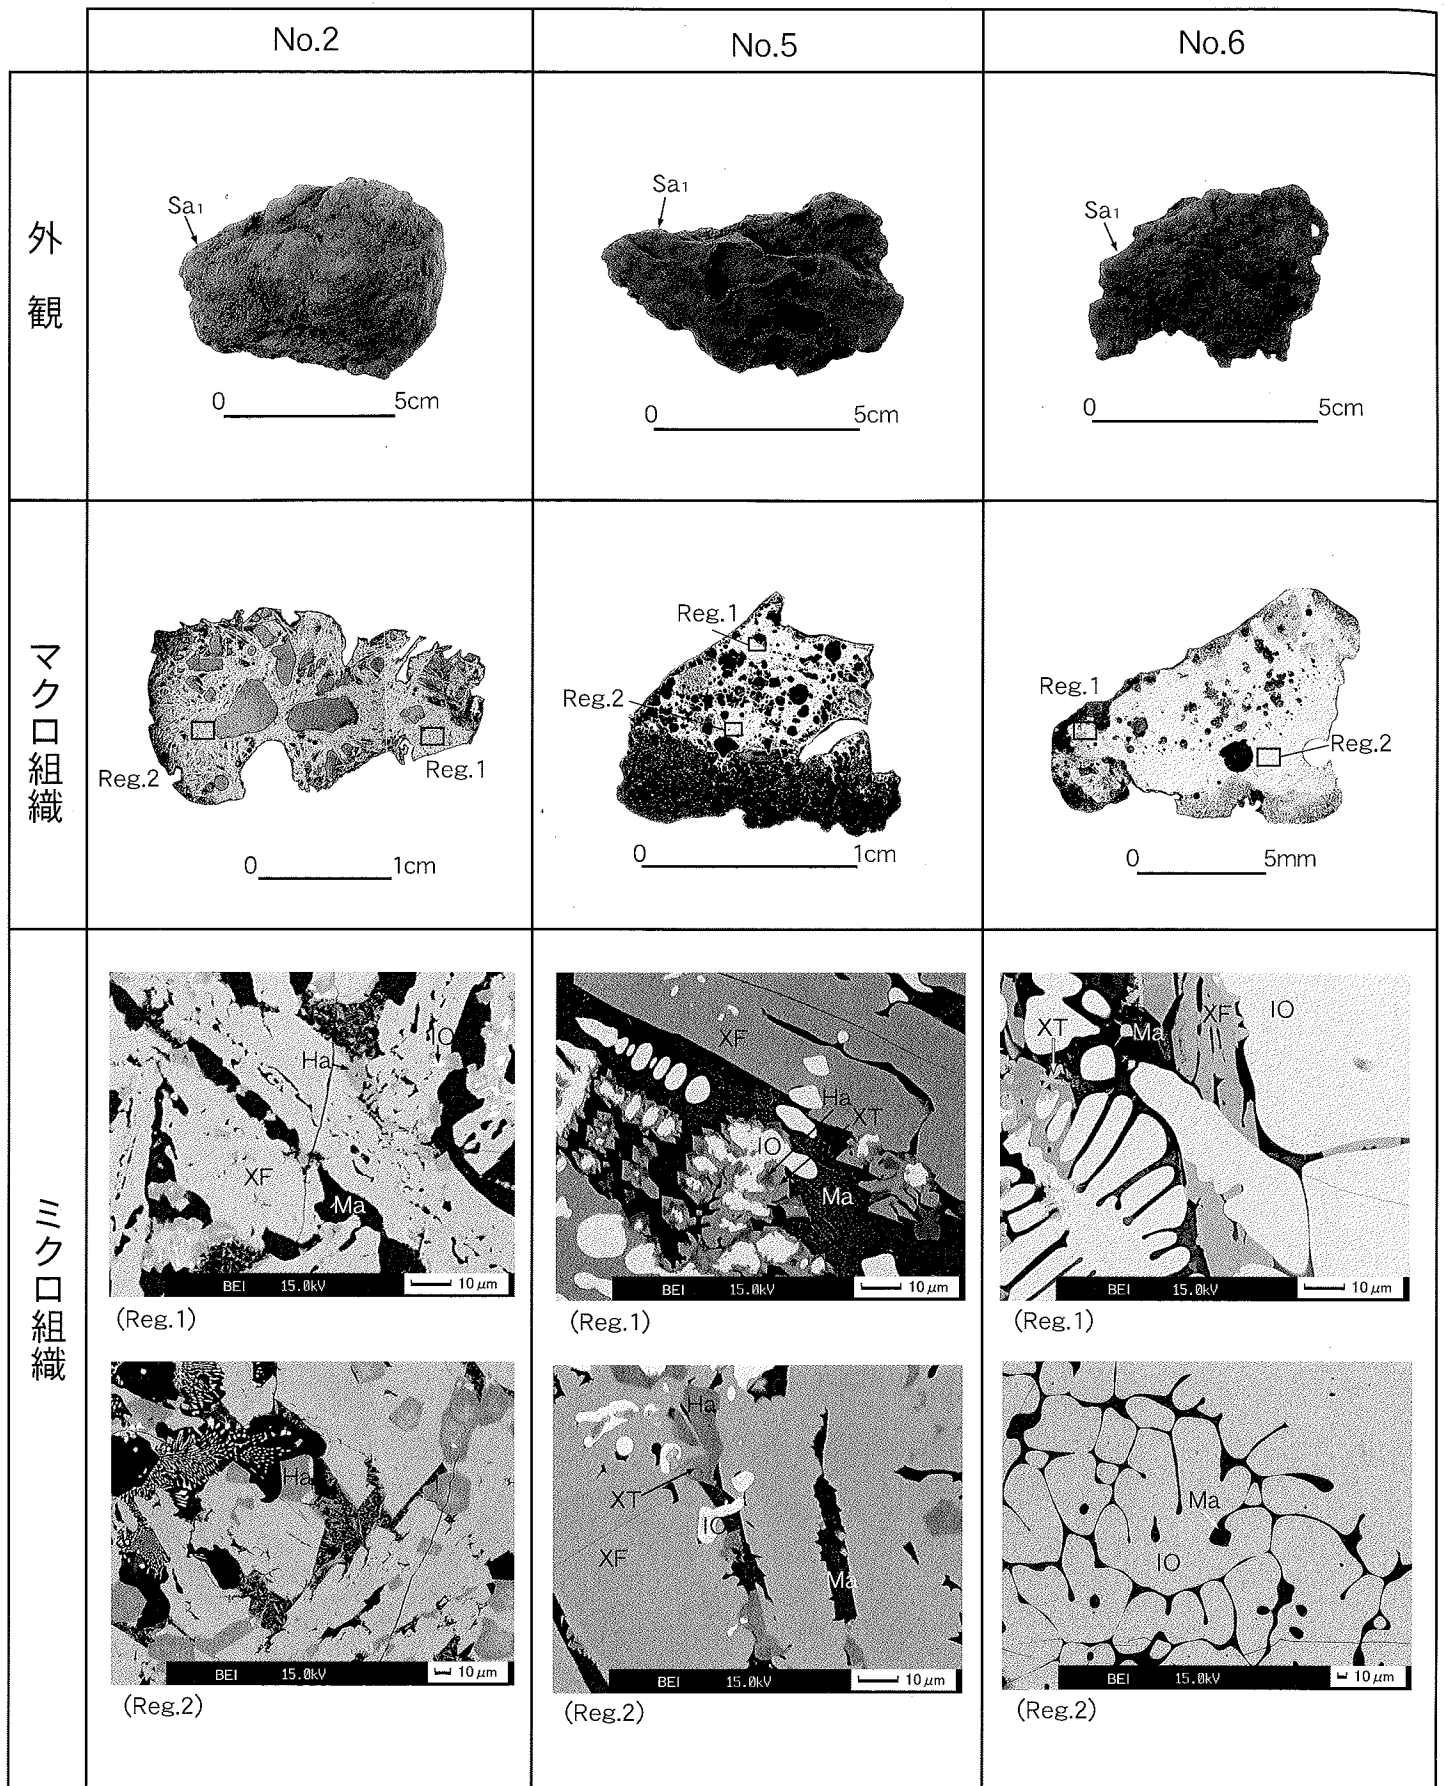 No.2
No.5
No.6
外観
Sa1
0 5cm
Sa1
0 5cm
Sa1
0 5cm
マクロ組織
Reg.2
Reg.1
0 1cm
Reg.1
Reg.2
0 1cm
Reg.1
Reg.2
0 5mm
ミクロ組織
Ha
IO
XF
Ma
BEI 15.0kV 10μm
(Reg.1)
XF
Ha
XT
IO
Ma
BEI 15.0kV 10μm
(Reg.1)
XT
Ma
XF
IO
BEI 15.0kV 10μm
(Reg.1)
Ha
BEI 15.0kV 10μm
(Reg.2)
Ha
XT
IO
XF
Ma
BEI 15.0kV 10μm
(Reg.2)
Ma
IO
BEI 15.0kV 10μm
(Reg.2)